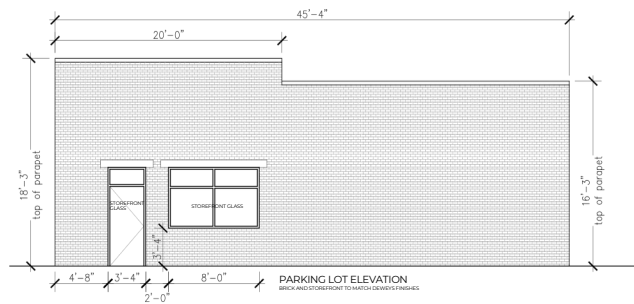 45'-4"
20'-0"
18'-3"
top of parapet
16'-3"
top of parapet
STOREFRONT
GLASS
STOREFRONT GLASS
3'-4"
4'-8"
3'-4"
8'-0"
2'-0"
PARKING LOT ELEVATION
BRICK AND STOREFRONT TO MATCH DEWEYS FINISHES